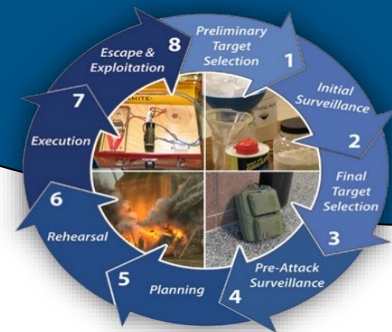 Preliminary
Target
Selection
1
Initial
Surveillance
2
Final
Target
Selection
3
Pre-Attack
Surveillance
4
Planning
5
Rehearsal
6
Execution
7
Escape &
Exploitation
8